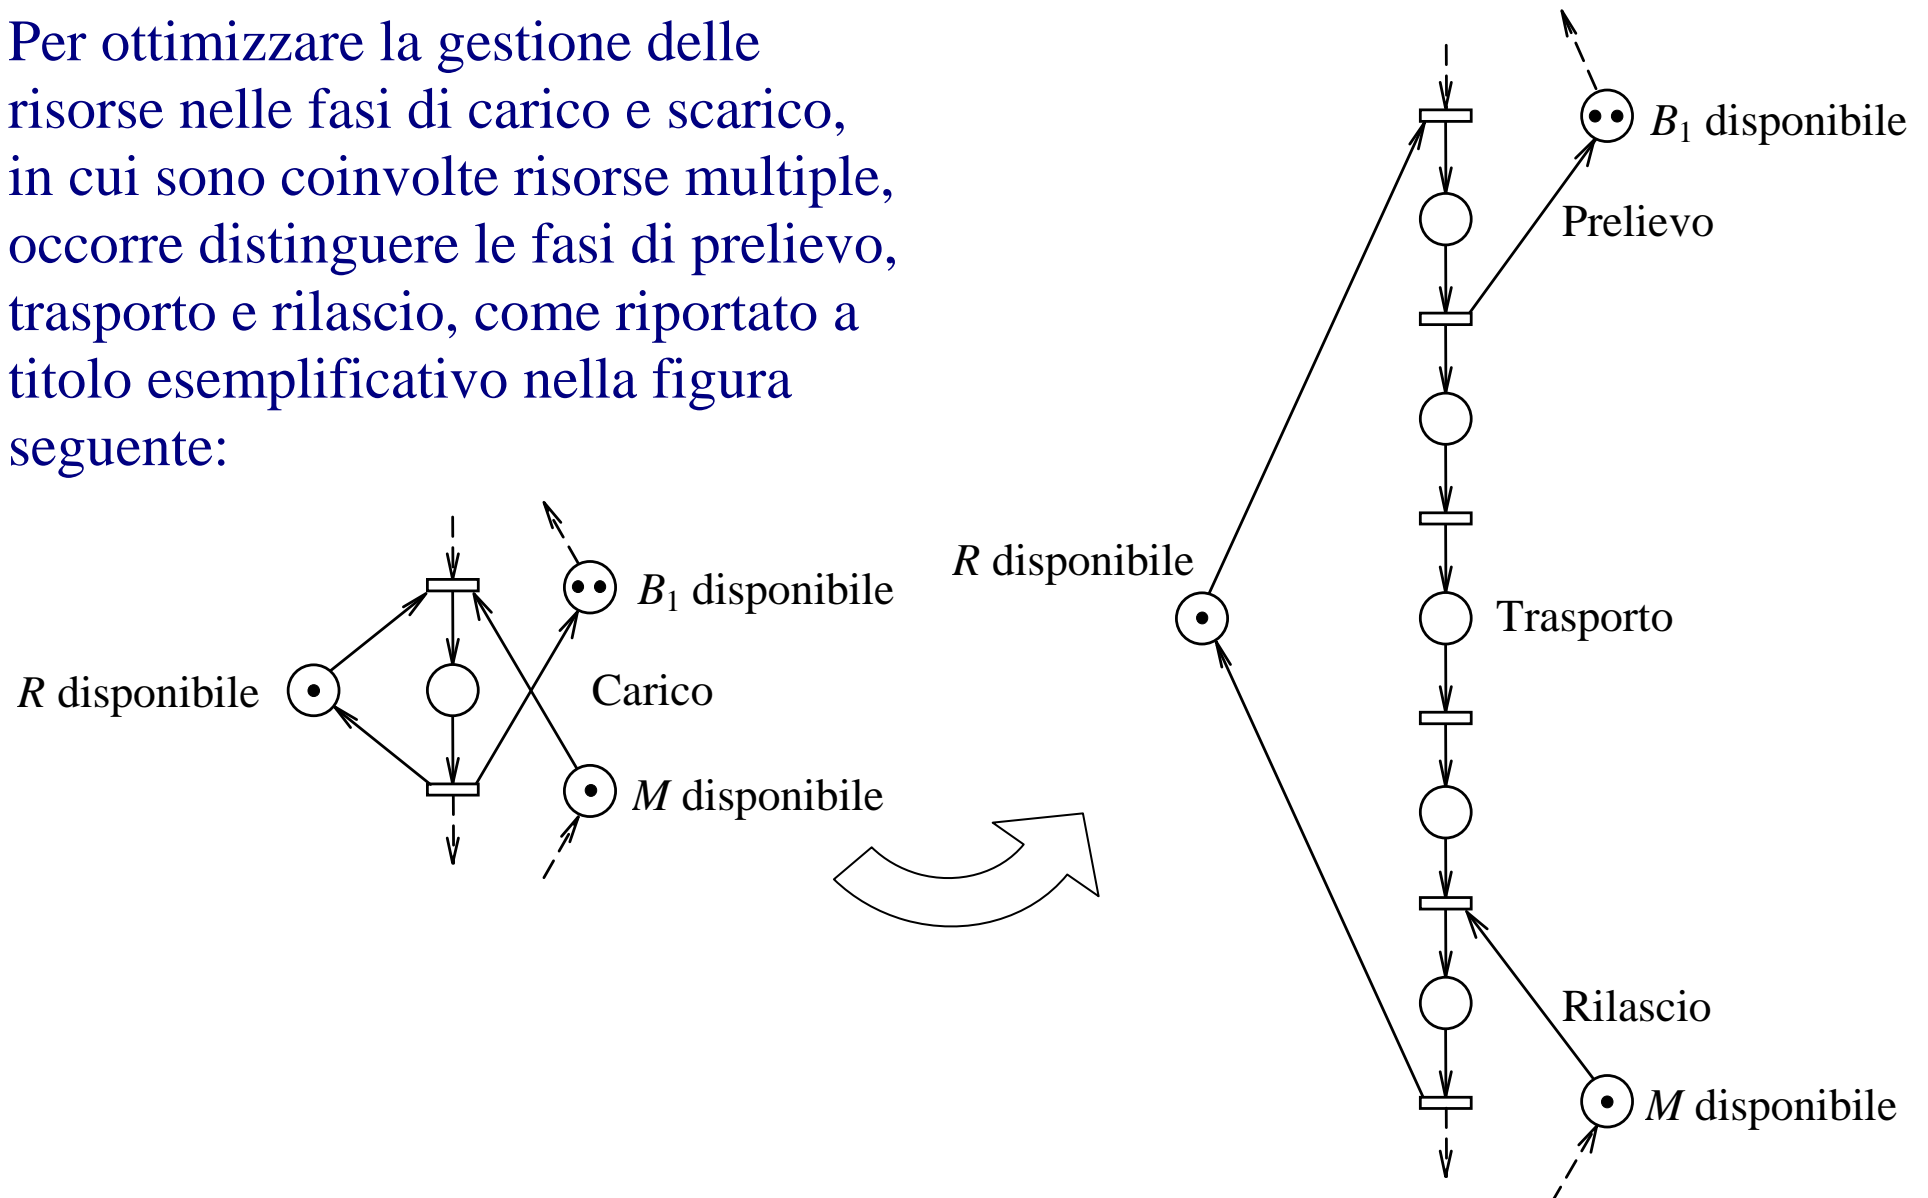 Per ottimizzare la gestione delle
risorse nelle fasi di carico e scarico,
in cui sono coinvolte risorse multiple,
occorre distinguere le fasi di prelievo,
trasporto e rilascio, come riportato a
titolo esemplificativo nella figura
seguente:
B₁ disponibile
R disponibile
Carico
M disponibile
B₁ disponibile
Prelievo
R disponibile
Trasporto
Rilascio
M disponibile